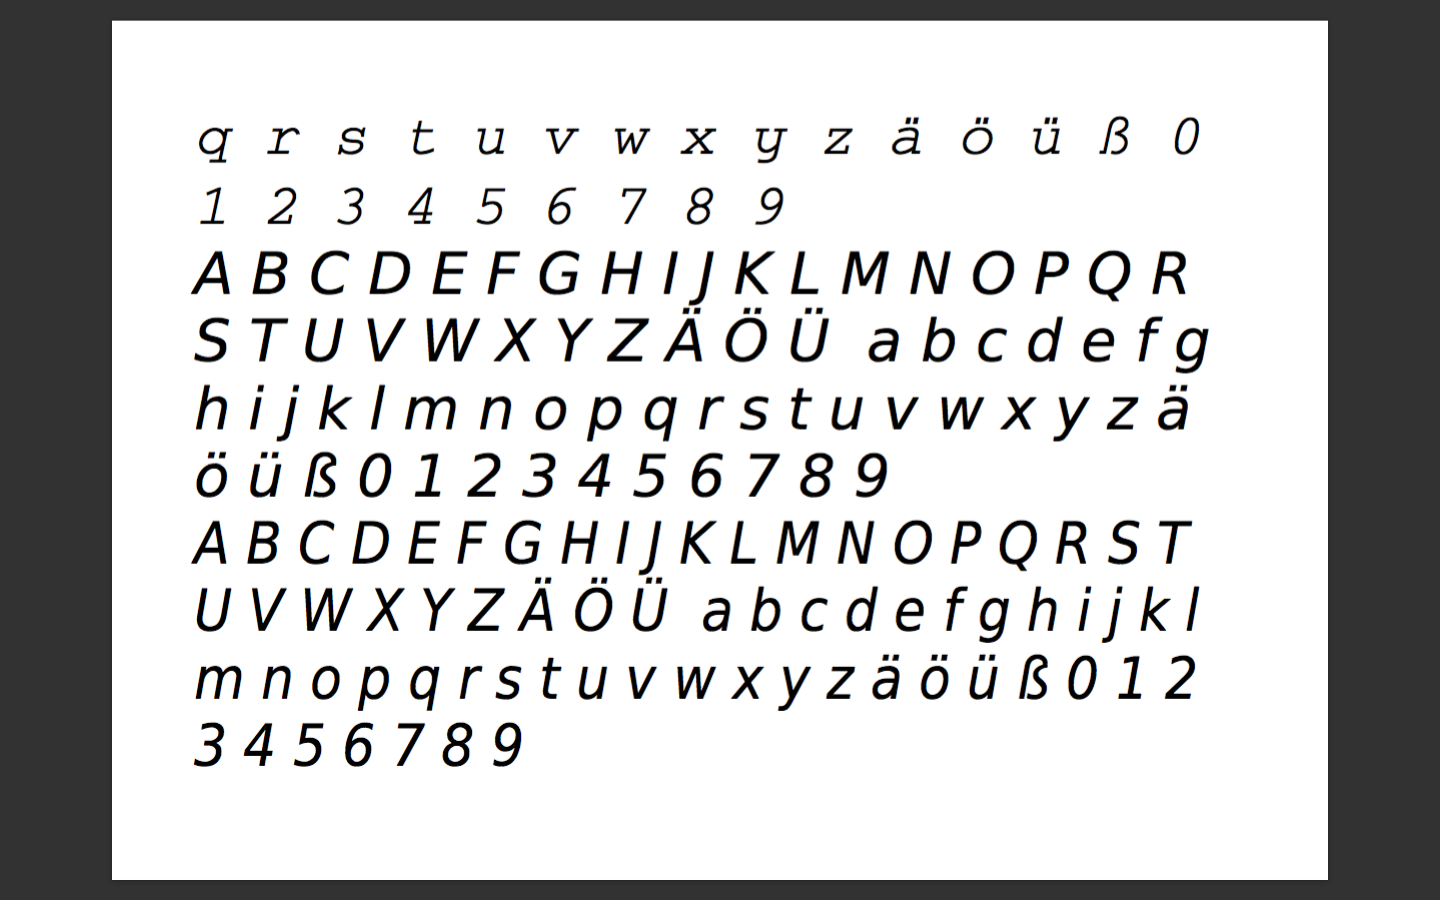 q r s t u v w x y z ä ö ü ß 0
1 2 3 4 5 6 7 8 9
A B C D E F G H I J K L M N O P Q R
S T U V W X Y Z Ä Ö Ü a b c d e f g
h i j k l m n o p q r s t u v w x y z ä
ö ü ß 0 1 2 3 4 5 6 7 8 9
A B C D E F G H I J K L M N O P Q R S T
U V W X Y Z Ä Ö Ü a b c d e f g h i j k l
m n o p q r s t u v w x y z ä ö ü ß 0 1 2
3 4 5 6 7 8 9